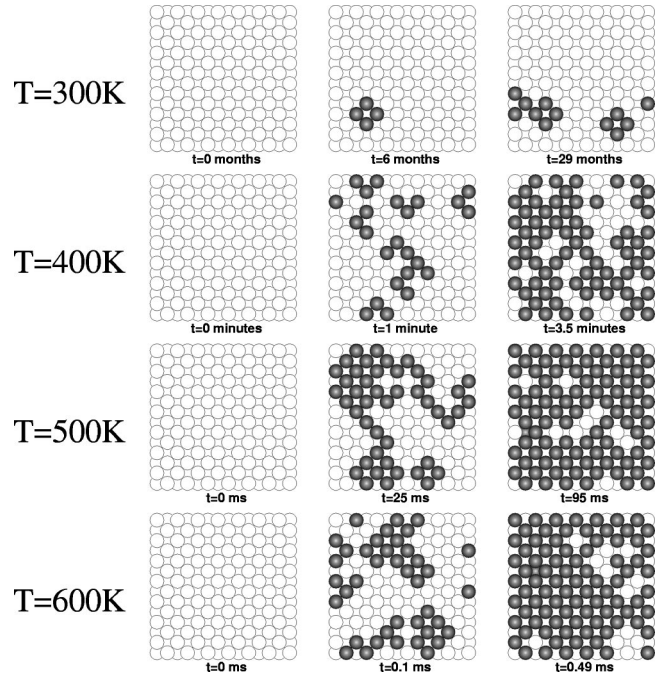 T=300K
t=0 months
t=6 months
t=29 months
T=400K
t=0 minutes
t=1 minute
t=3.5 minutes
T=500K
t=0 ms
t=25 ms
t=95 ms
T=600K
t=0 ms
t=0.1 ms
t=0.49 ms